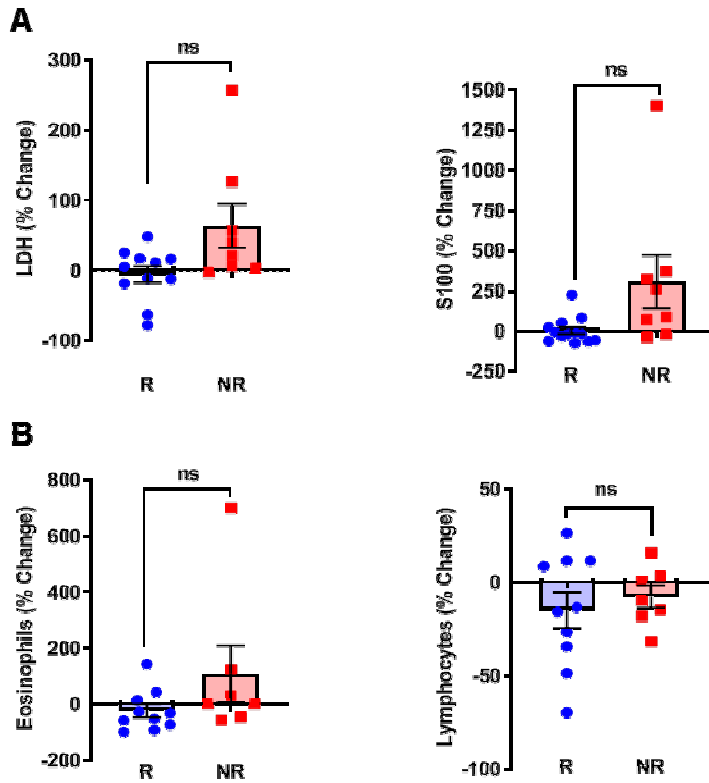 A
ns
300
200
100
0
-100
LDH (% Change)
R
NR
ns
1500
1250
1000
750
500
250
0
-250
S100 (% Change)
R
NR
B
ns
800
600
400
200
0
-200
Eosinophils (% Change)
R
NR
ns
50
0
-50
-100
Lymphocytes (% Change)
R
NR